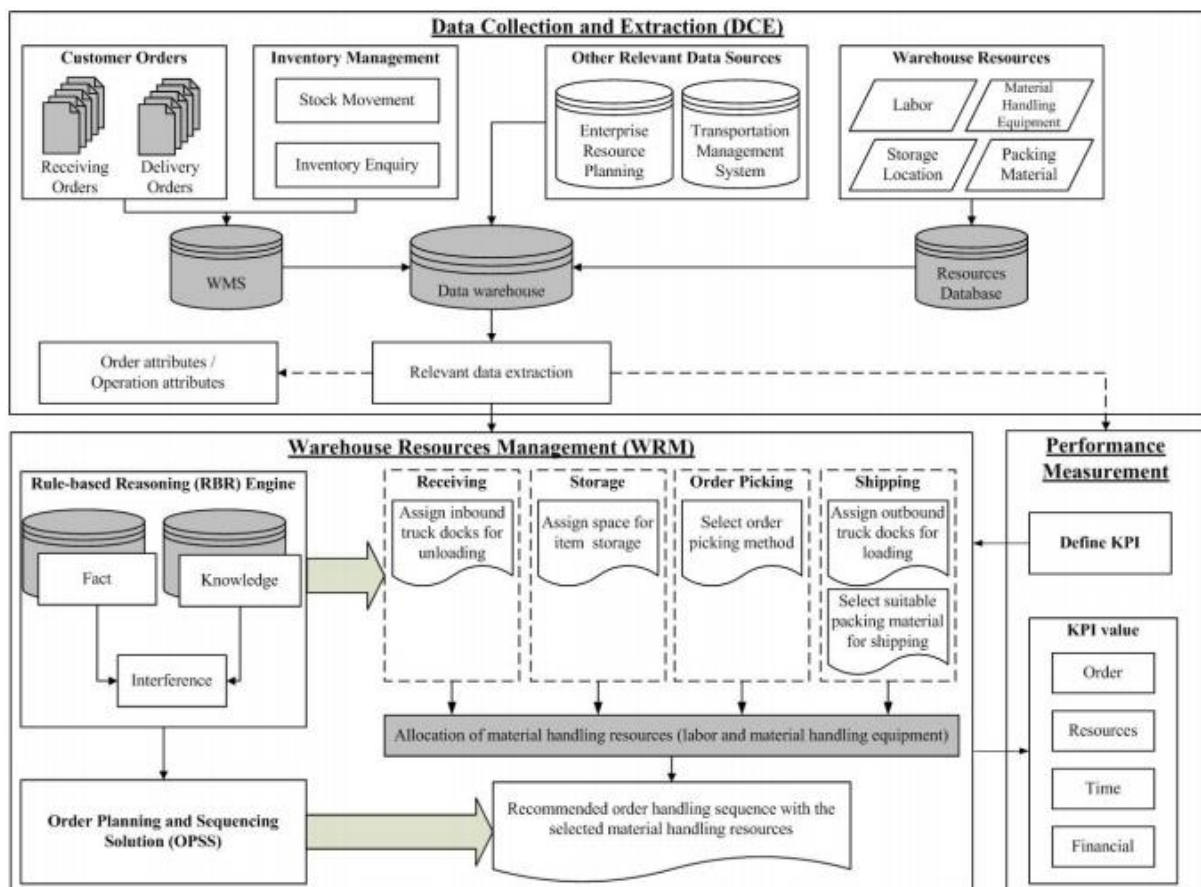 Data Collection and Extraction (DCE)
Customer Orders
Receiving
Orders
Delivery
Orders
Inventory Management
Stock Movement
Inventory Enquiry
Other Relevant Data Sources
Enterprise
Resource
Planning
Transportation
Management
System
Warehouse Resources
Labor
Material
Handling
Equipment
Storage
Location
Packing
Material
WMS
Data warehouse
Resources
Database
Order attributes /
Operation attributes
Relevant data extraction
Warehouse Resources Management (WRM)
Rule-based Reasoning (RBR) Engine
Fact
Knowledge
Interference
Receiving
Assign inbound
truck docks for
unloading
Storage
Assign space for
item storage
Order Picking
Select order
picking method
Shipping
Assign outbound
truck docks for
loading
Select suitable
packing material
for shipping
Allocation of material handling resources (labor and material handling equipment)
Order Planning and Sequencing
Solution (OPSS)
Recommended order handling sequence with the
selected material handling resources
Performance
Measurement
Define KPI
KPI value
Order
Resources
Time
Financial